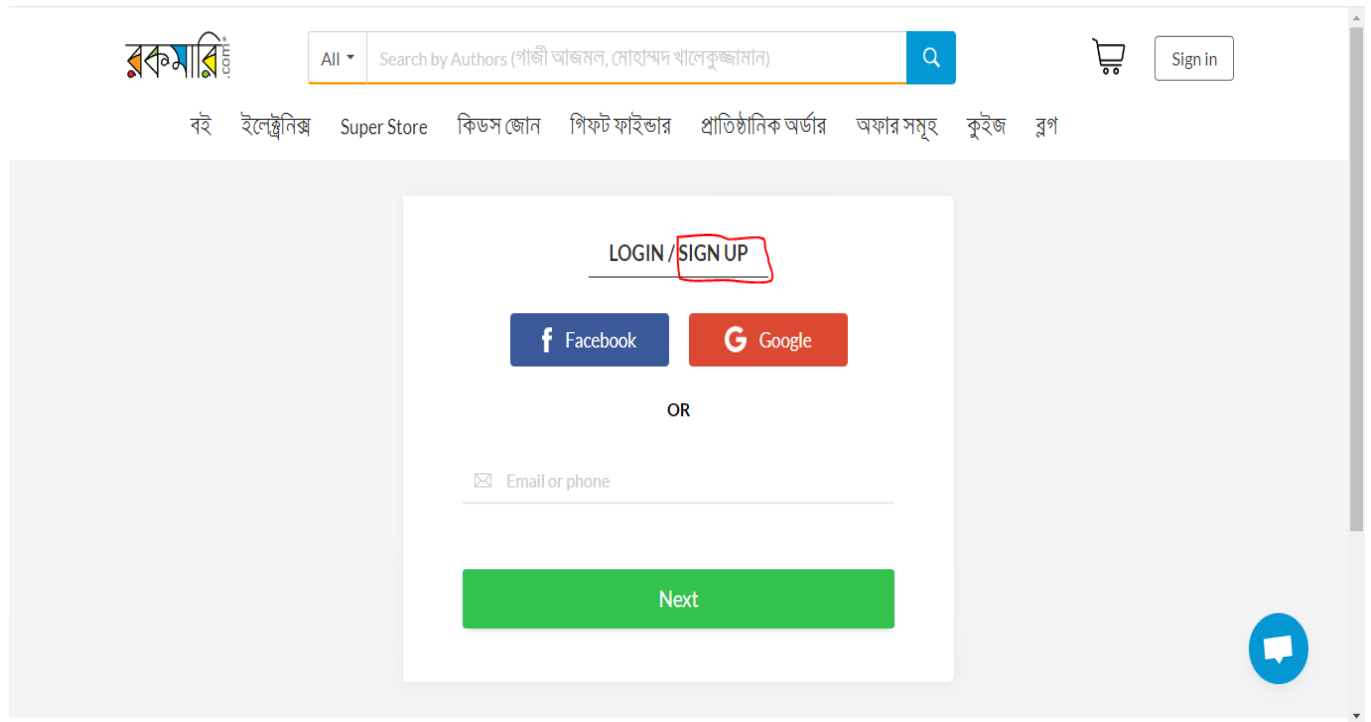 রকমারি.com
All Search by Authors (গাজী আজমল, মোহাম্মদ খালেকুজ্জামান) Sign in
বই ইলেক্ট্রনিক্স Super Store কিডস জোন গিফট ফাইন্ডার প্রাতিষ্ঠানিক অর্ডার অফার সমূহ কুইজ ব্লগ
LOGIN / SIGN UP
f Facebook G Google
OR
Email or phone
Next